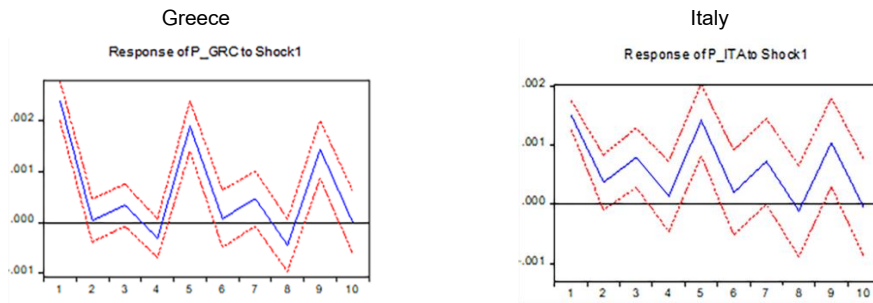 Greece
Response of P_GRC to Shock1
.002
.001
.000
-.001
1 2 3 4 5 6 7 8 9 10
Italy
Response of P_ITA to Shock1
.002
.001
.000
-.001
1 2 3 4 5 6 7 8 9 10